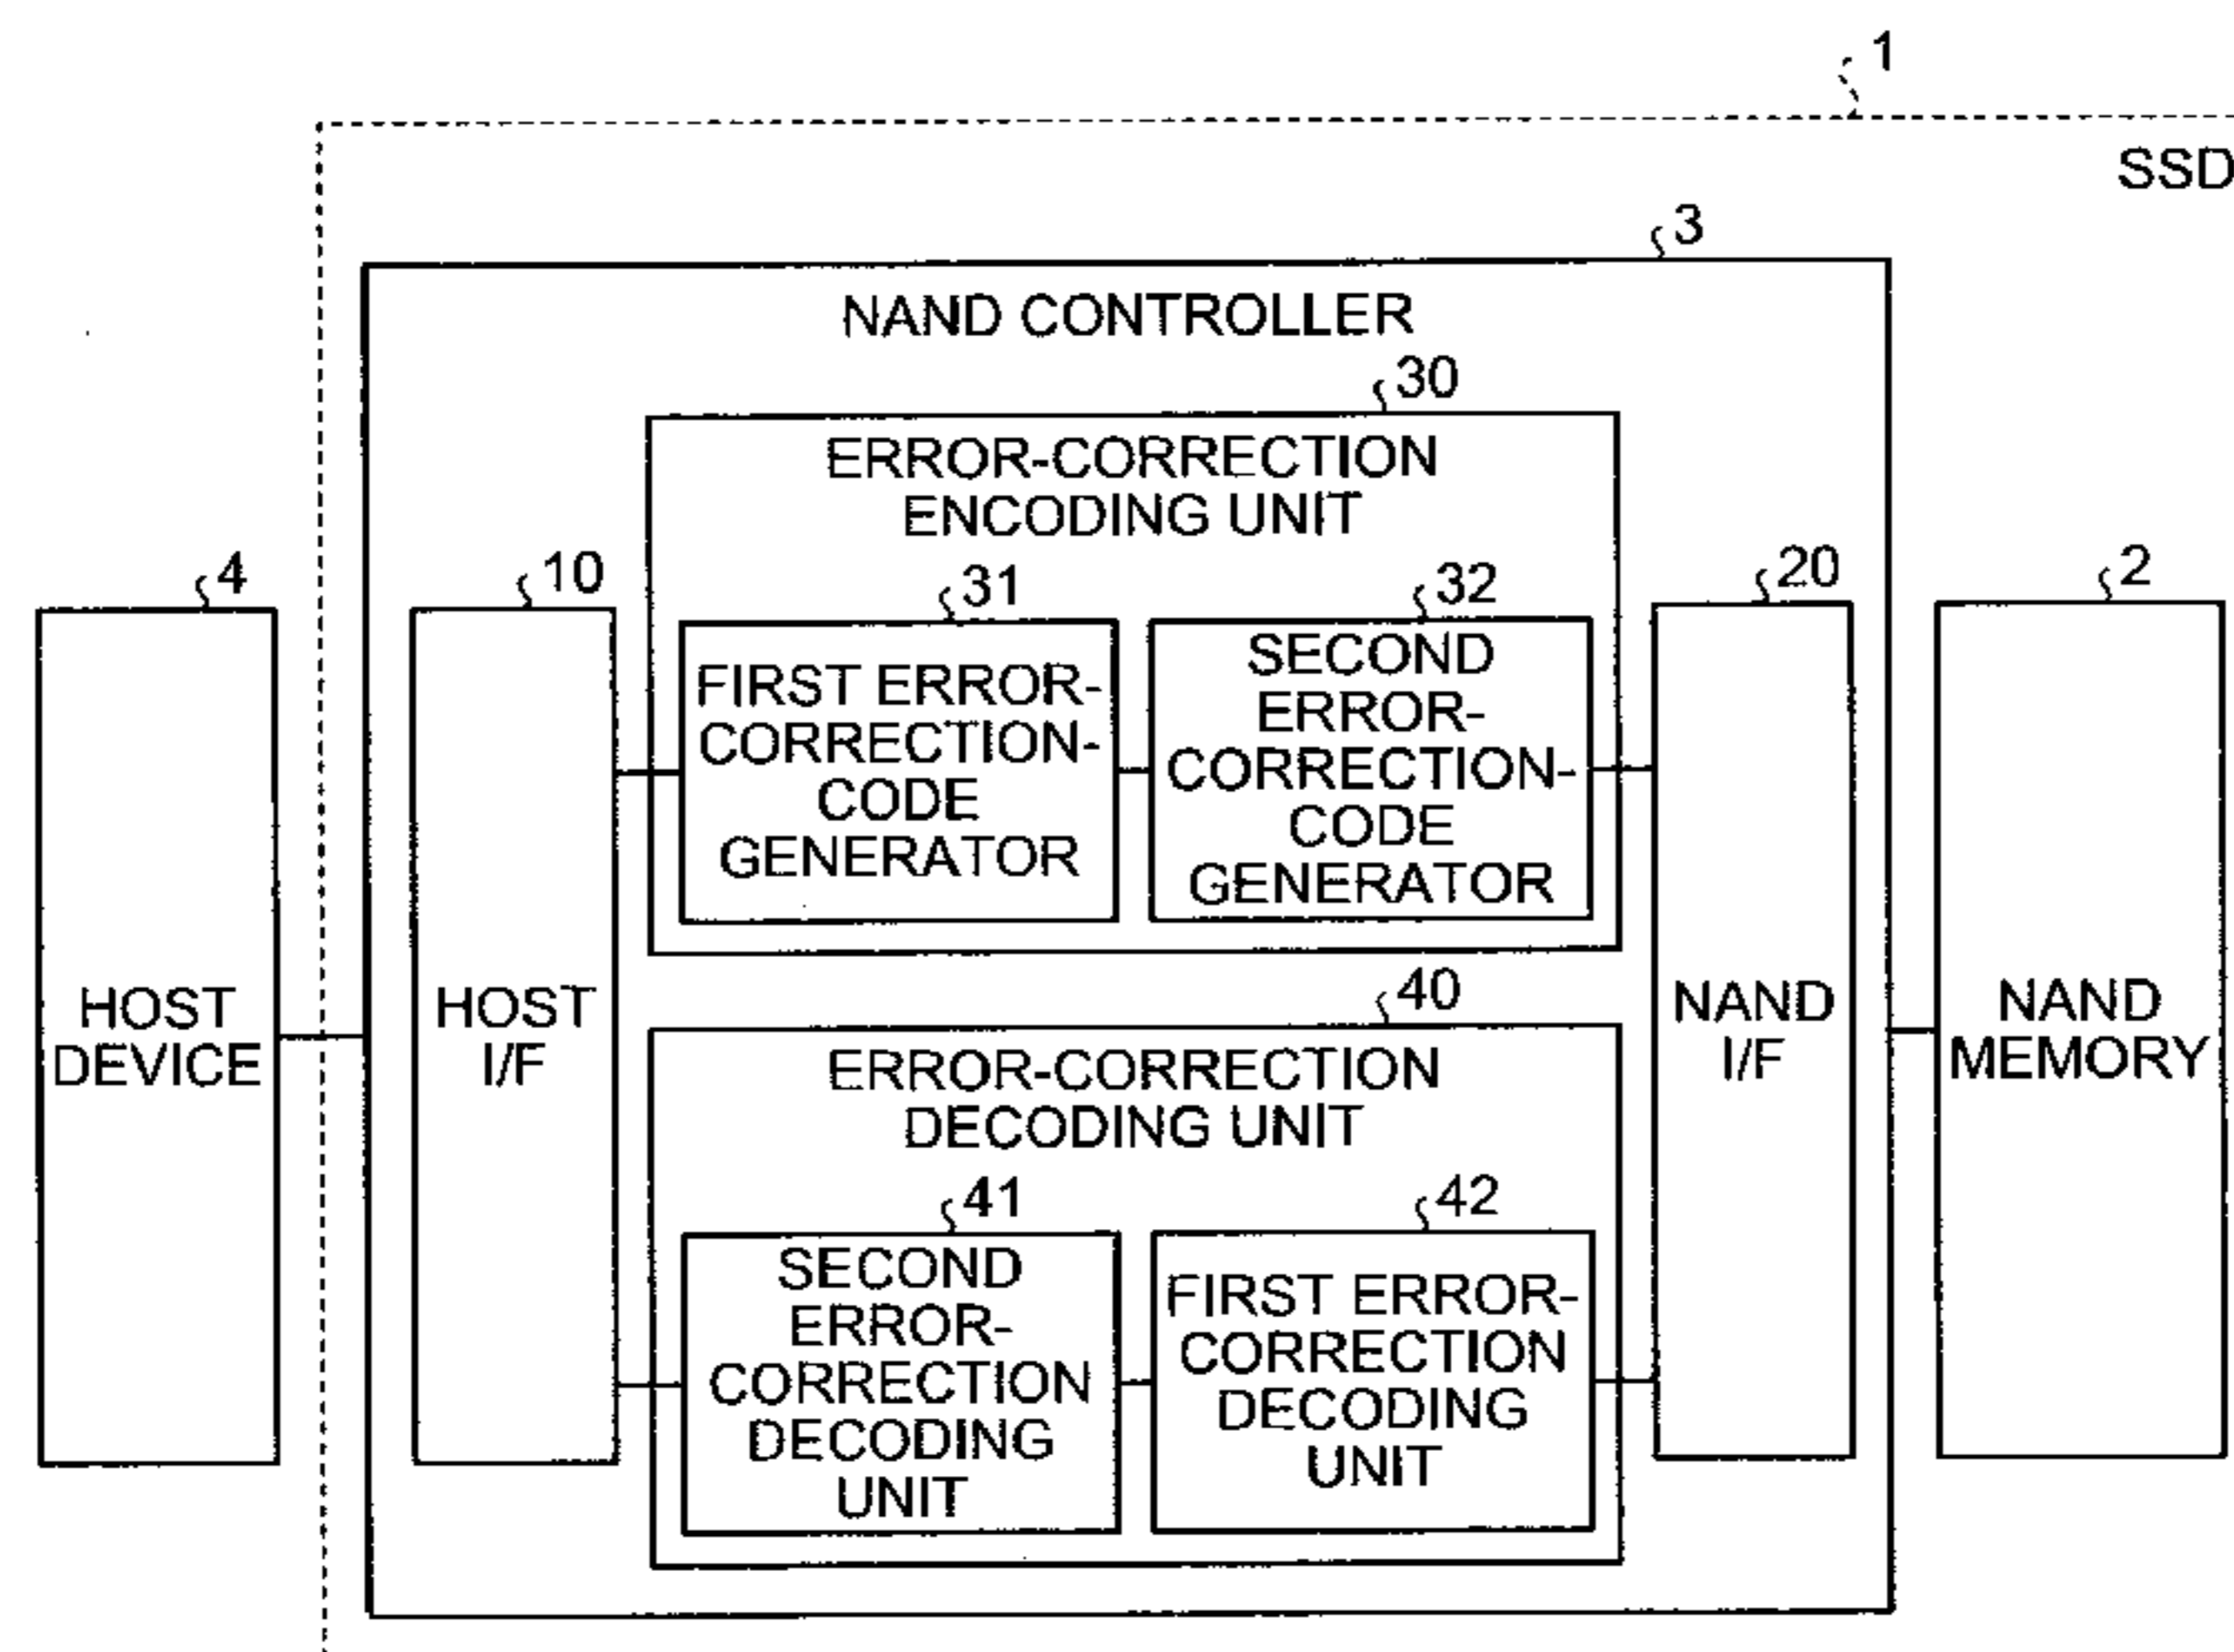 1
SSD
3
NAND CONTROLLER
30
ERROR-CORRECTION
ENCODING UNIT
4
10
31
32
20
2
FIRST ERROR-
CORRECTION-
CODE
GENERATOR
SECOND
ERROR-
CORRECTION-
CODE
GENERATOR
HOST
DEVICE
HOST
I/F
40
ERROR-CORRECTION
DECODING UNIT
NAND
I/F
NAND
MEMORY
41
42
SECOND
ERROR-
CORRECTION
DECODING
UNIT
FIRST ERROR-
CORRECTION
DECODING
UNIT